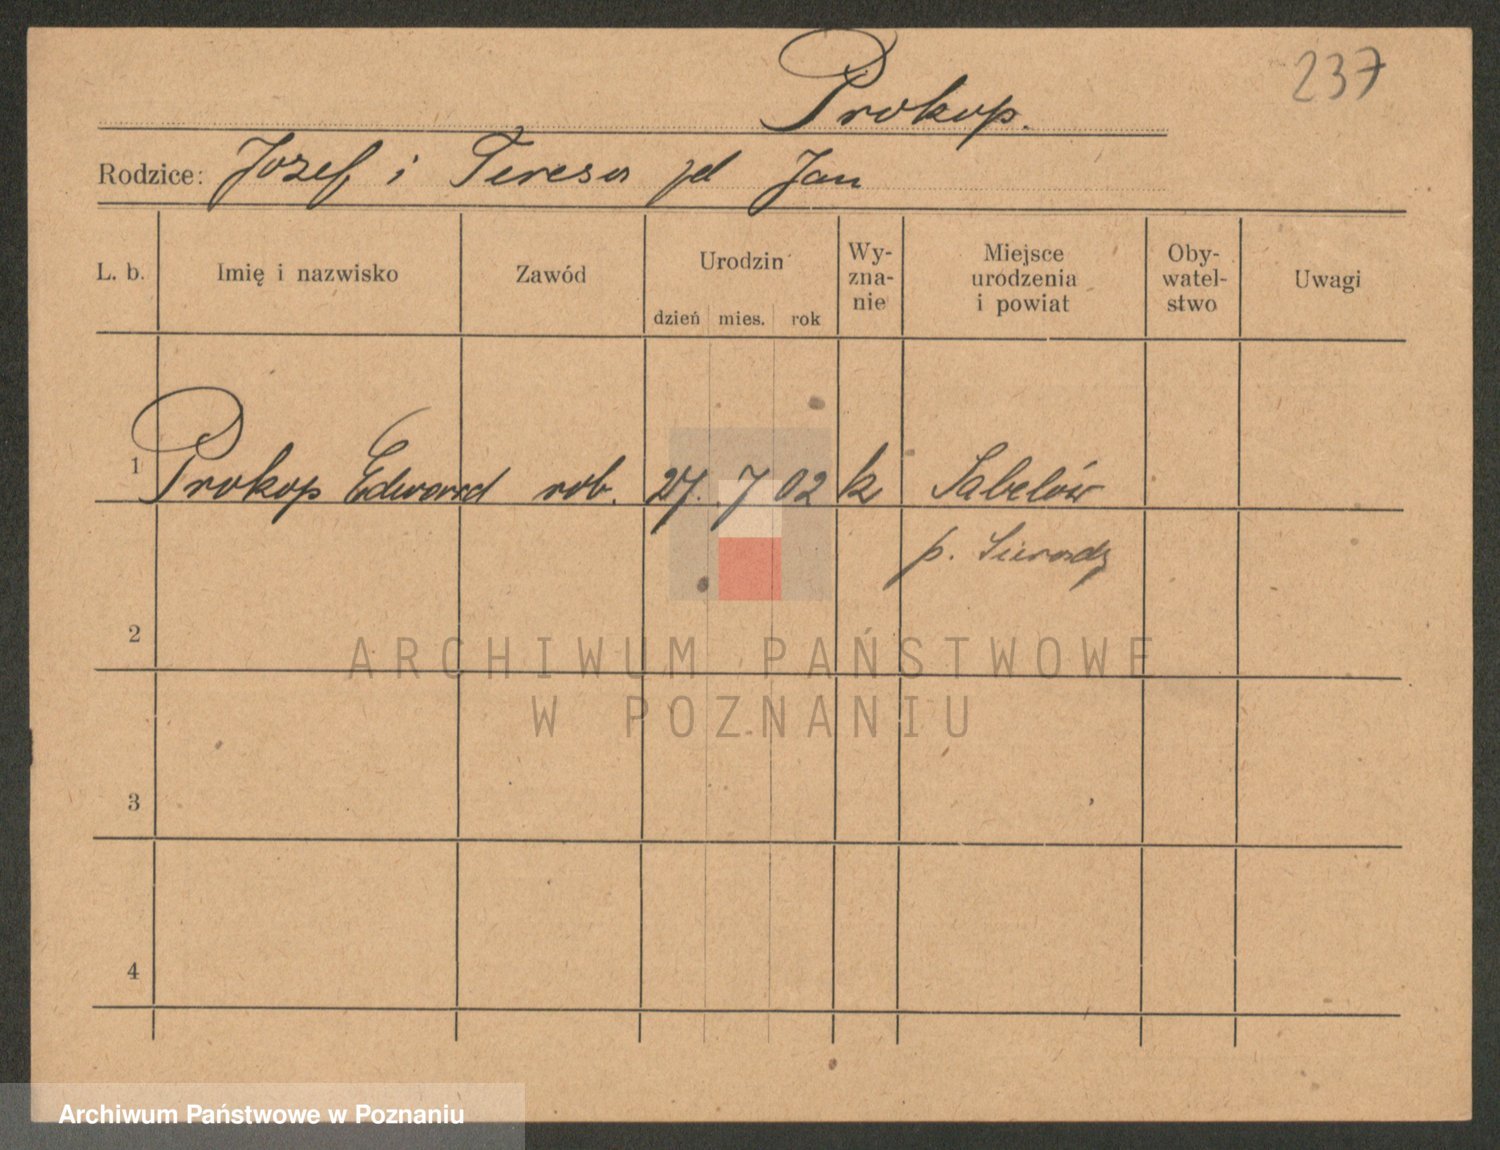 237
Prokop.
Rodzice: Józef i Teresa zd Jan
L. b. Imię i nazwisko Zawód Urodzin dzień mies. rok Wy-zna-nie Miejsce urodzenia i powiat Oby-watel-stwo Uwagi
1 Prokop Edward rob. 27. 7 02 k Sabelów
p. Sieradz
2
3
4
ARCHIWUM PAŃSTWOWE
W POZNANIU
Archiwum Państwowe w Poznaniu